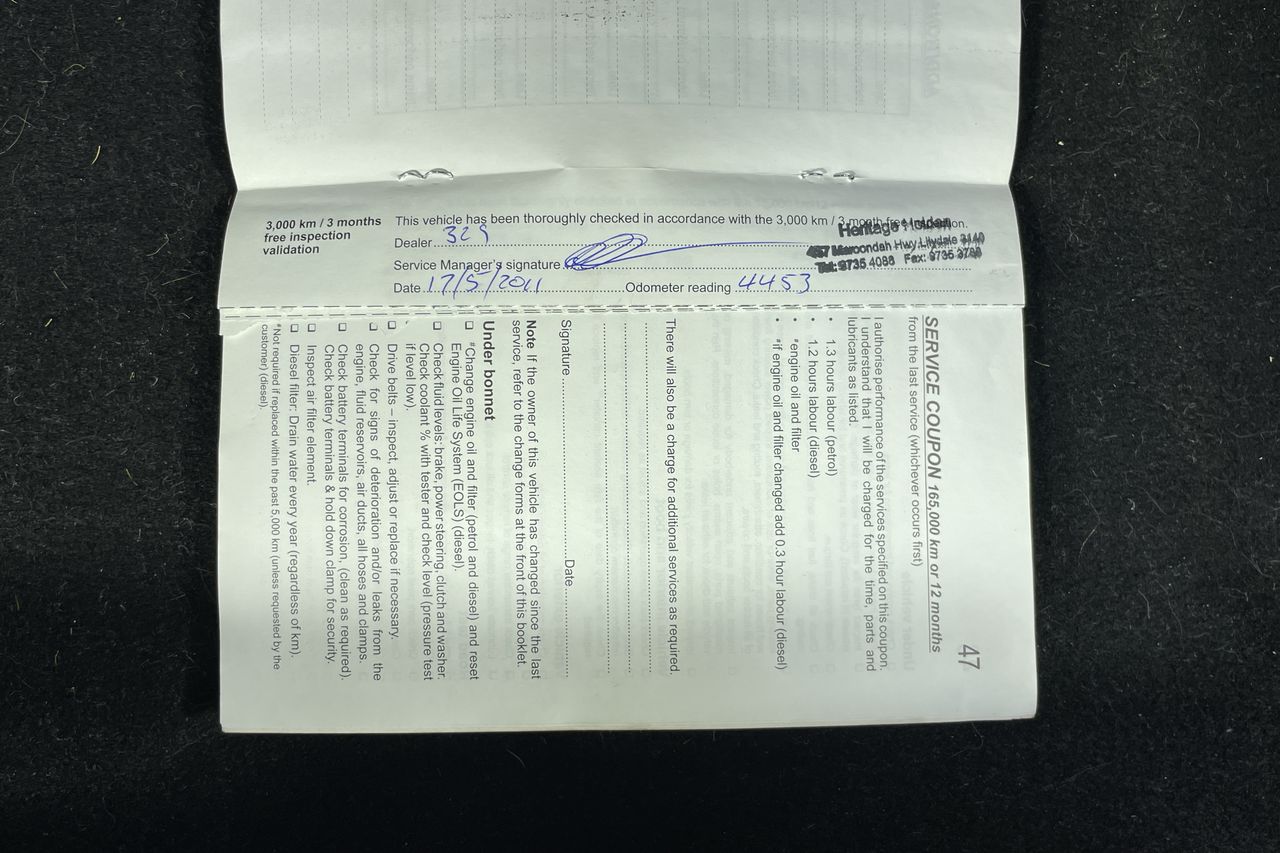 3,000 km / 3 months
free inspection
validation
This vehicle has been thoroughly checked in accordance with the 3,000 km / 3 month free inspection.
Dealer 329
Heritage Holden
457 Maroondah Hwy Lilydale 3140
Tel: 9735 4088 Fax:
Service Manager's signature
Date 17/5/2011 Odometer reading 4453
47
SERVICE COUPON 165,000 km or 12 months
from the last service (whichever occurs first)
I authorise performance of the services specified on this coupon.
I understand that I will be charged for the time, parts and
lubricants as listed.
• 1.3 hours labour (petrol)
• 1.2 hours labour (diesel)
• *engine oil and filter
• *if engine oil and filter changed add 0.3 hour labour (diesel)
There will also be a charge for additional services as required.
Signature Date
Note If the owner of this vehicle has changed since the last
service, refer to the change forms at the front of this booklet.
Under bonnet
❑ *Change engine oil and filter (petrol and diesel) and reset
Engine Oil Life System (EOLS) (diesel).
❑ Check fluid levels: brake, power steering, clutch and washer.
Check coolant % with tester and check level (pressure test
if level low).
❑ Drive belts – inspect, adjust or replace if necessary.
❑ Check for signs of deterioration and/or leaks from the
engine, fluid reservoirs, air ducts, all hoses and clamps.
❑ Check battery terminals for corrosion, (clean as required).
Check battery terminals & hold down clamp for security.
❑ Inspect air filter element.
❑ Diesel filter: Drain water every year (regardless of km).
*Not required if replaced within the past 5,000 km (unless requested by the
customer) (diesel).